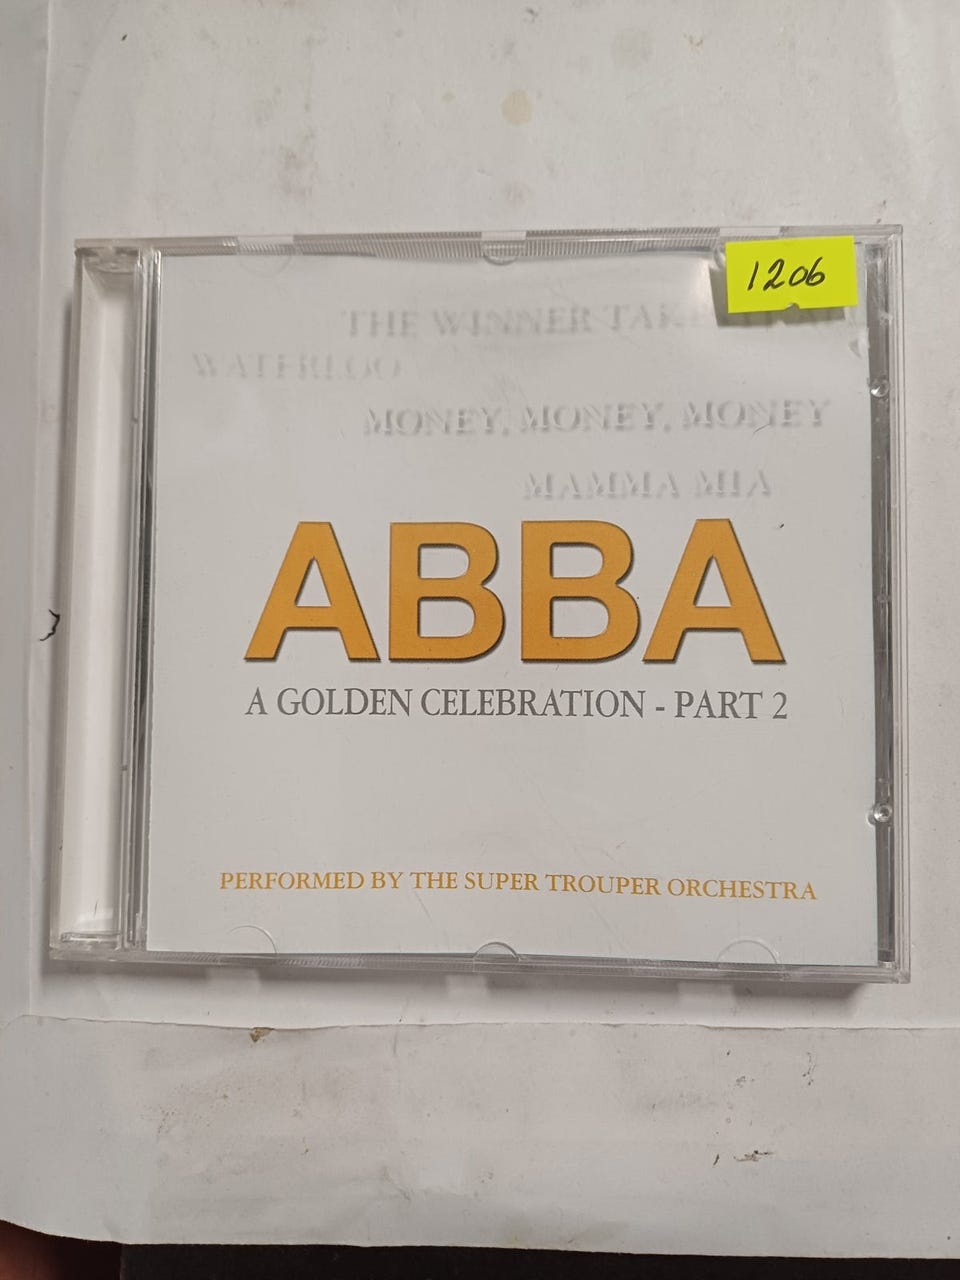 1206
THE WINNER TAKES
WATERLOO
MONEY, MONEY, MONEY
MAMMA MIA
ABBA
A GOLDEN CELEBRATION - PART 2
PERFORMED BY THE SUPER TROUPER ORCHESTRA